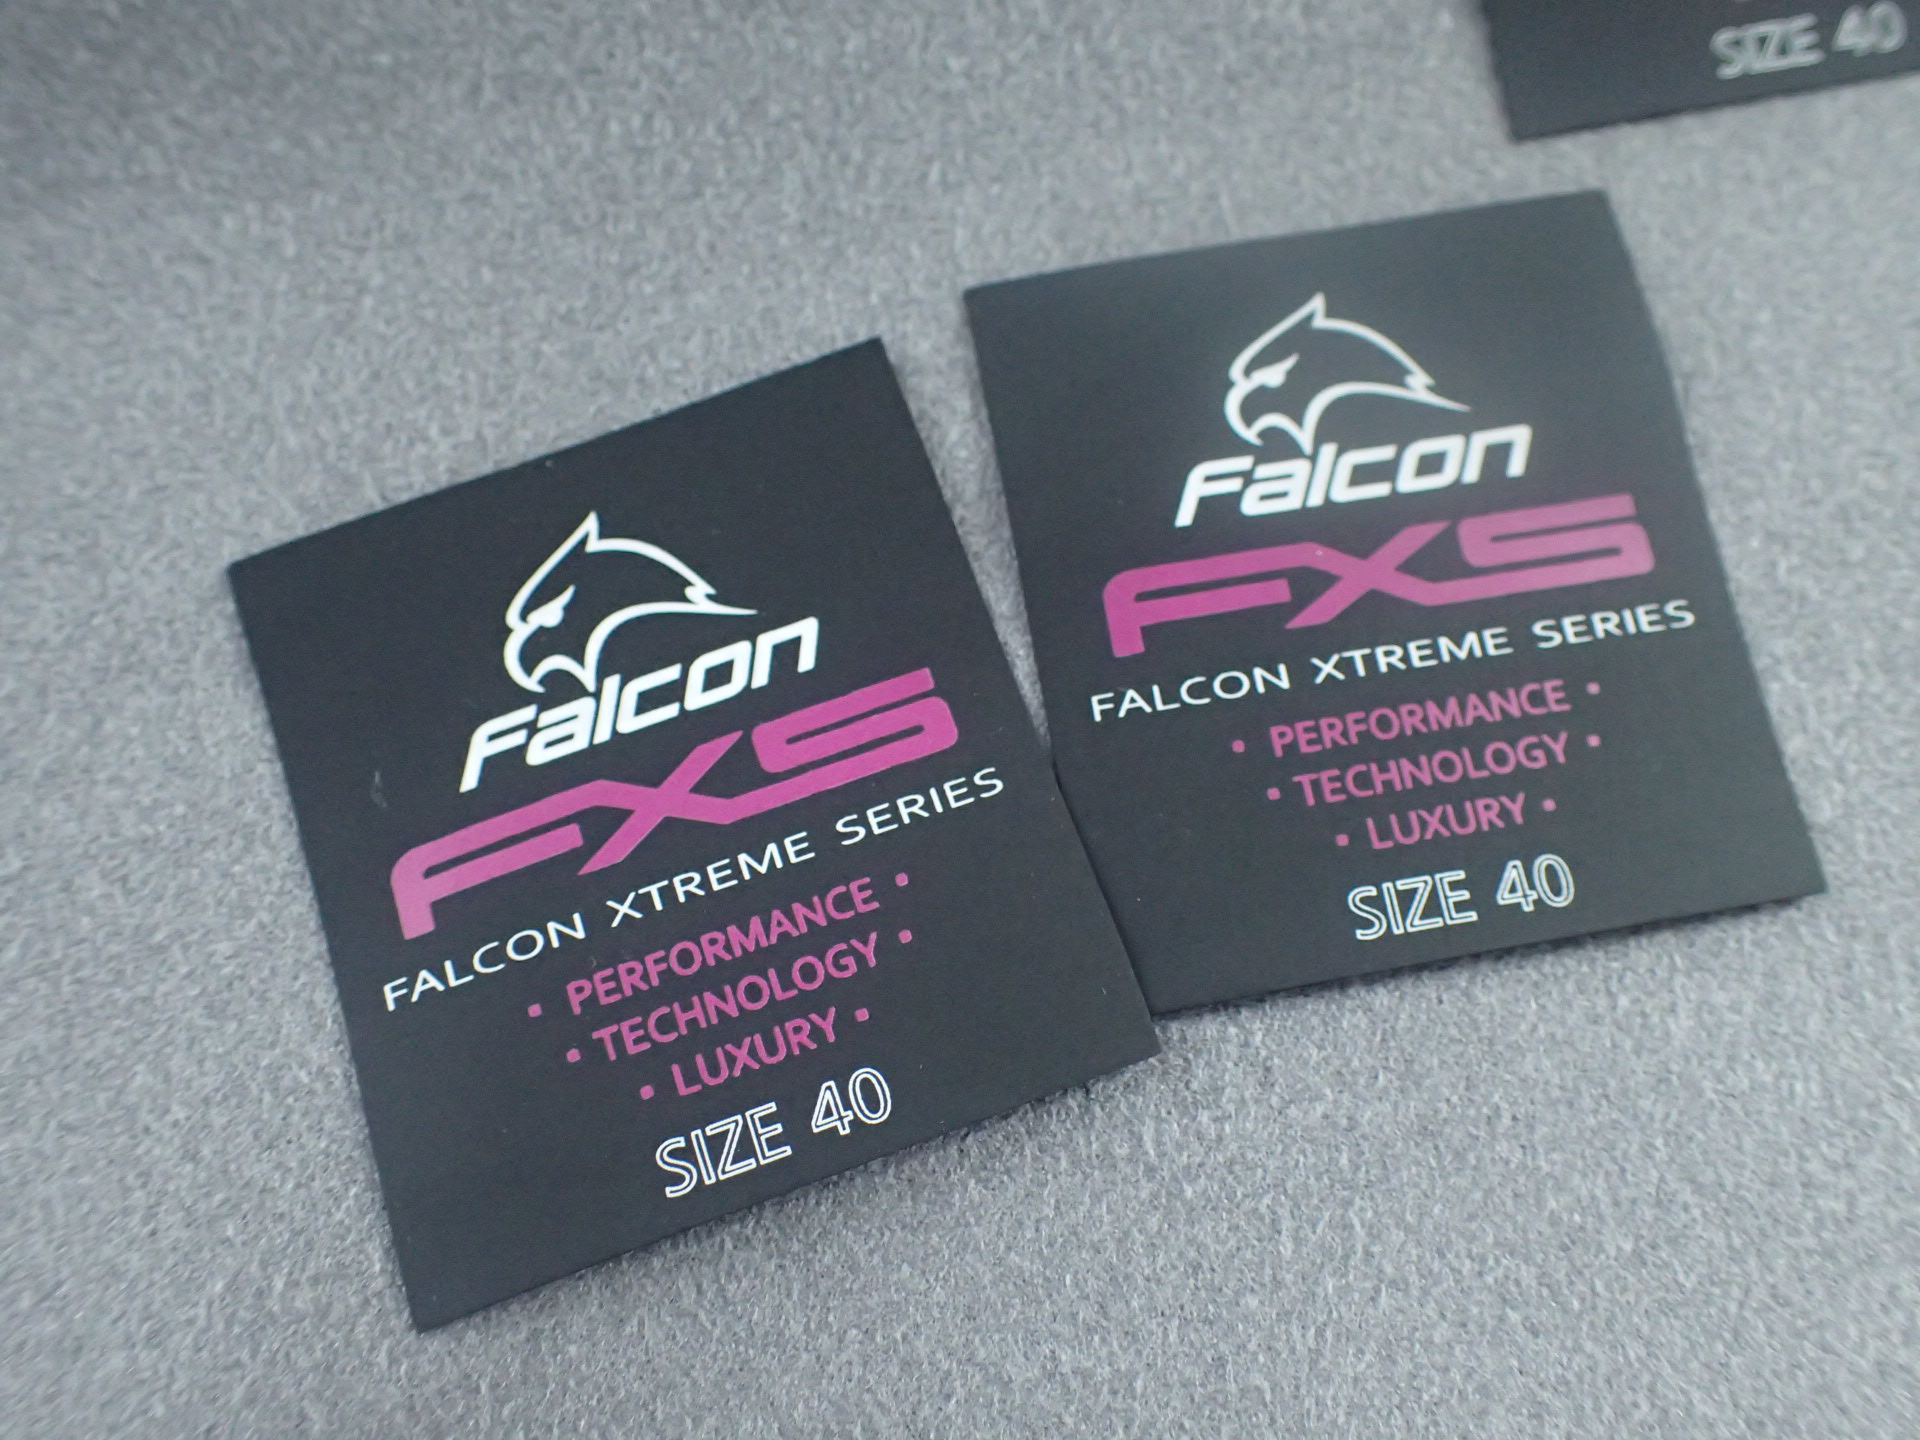 SIZE 40
Falcon
FXS
FALCON XTREME SERIES
• PERFORMANCE •
• TECHNOLOGY •
• LUXURY •
SIZE 40
Falcon
FXS
FALCON XTREME SERIES
• PERFORMANCE •
• TECHNOLOGY •
• LUXURY •
SIZE 40